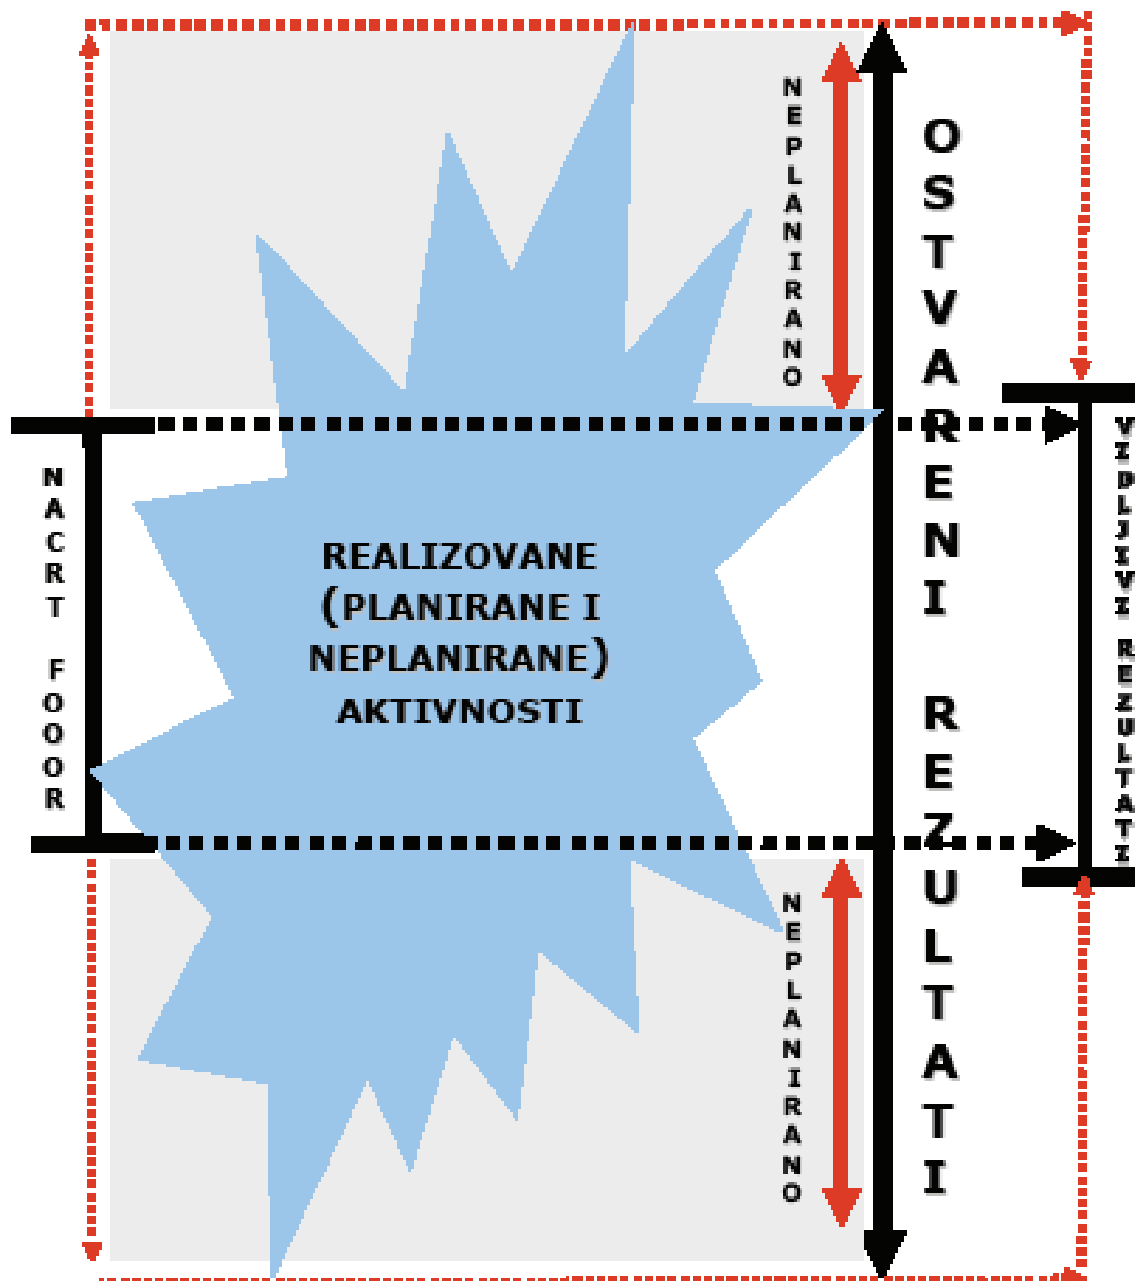 NEPLANIRANO
OSTVARENI REZULTATI
NACRT FOOOR
REALIZOVANE
(PLANIRANE I
NEPLANIRANE)
AKTIVNOSTI
VIDLJIVI REZULTATI
NEPLANIRANO